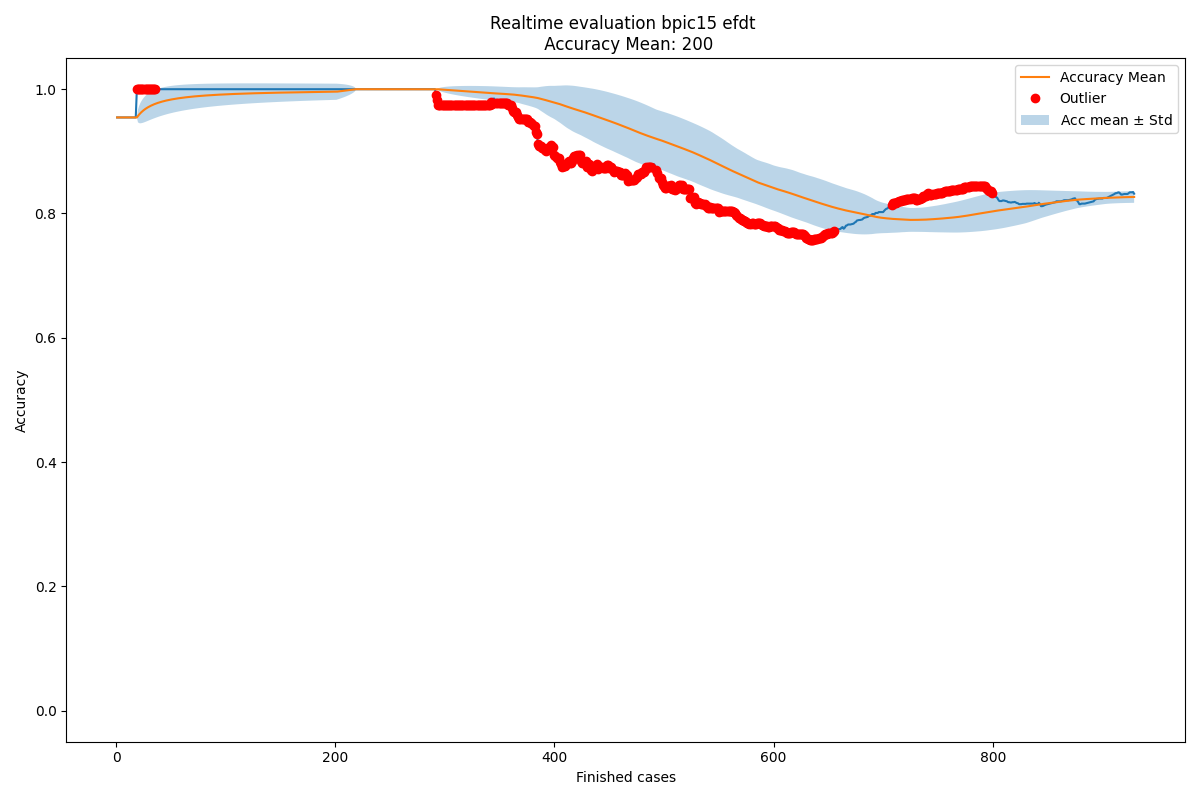 Realtime evaluation bpic15 efdt
Accuracy Mean: 200
Accuracy Mean
Outlier
Acc mean ± Std
1.0
0.8
0.6
0.4
0.2
0.0
Accuracy
0 200 400 600 800
Finished cases